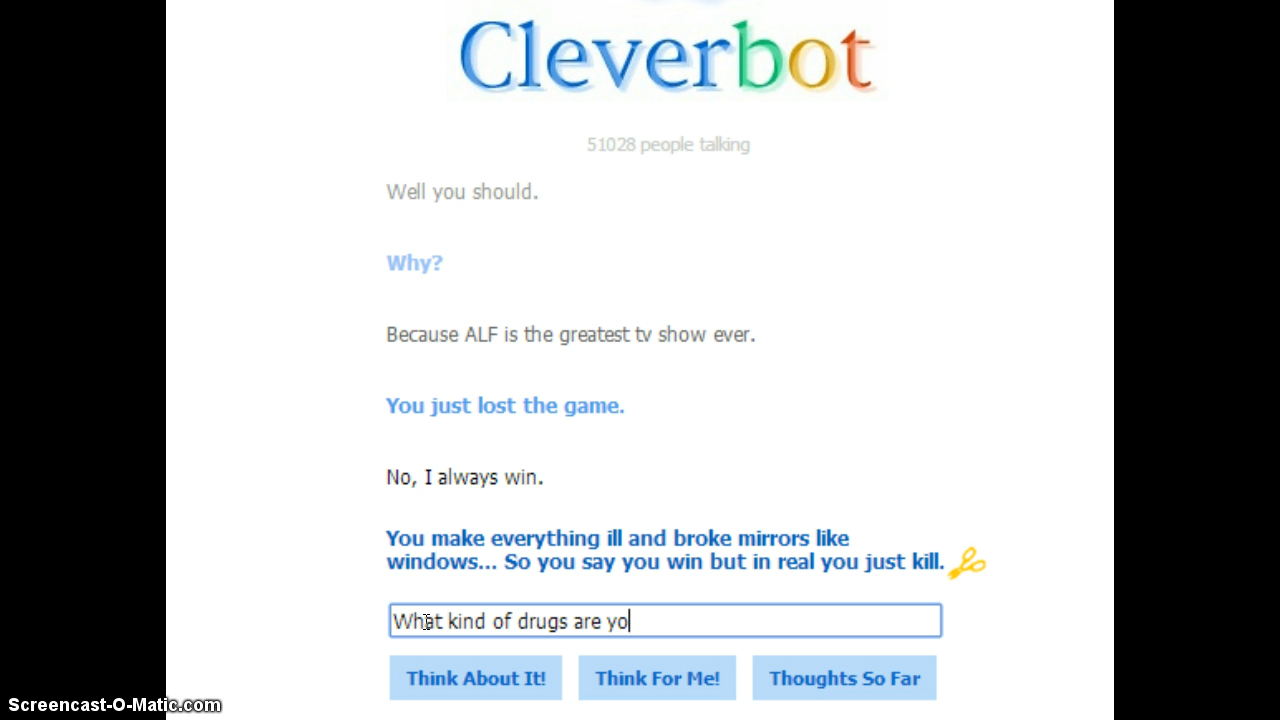 Cleverbot
51028 people talking
Well you should.
Why?
Because ALF is the greatest tv show ever.
You just lost the game.
No, I always win.
You make everything ill and broke mirrors like
windows... So you say you win but in real you just kill.
What kind of drugs are yo
Think About It! Think For Me! Thoughts So Far
Screencast-O-Matic.com